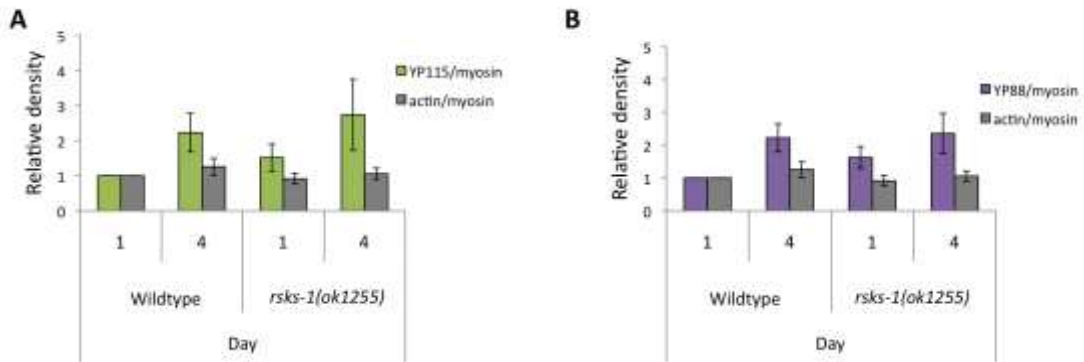 A
Relative density
5
4
3
2
1
0
YP115/myosin
actin/myosin
1 4 1 4
Wildtype rsks-1(ok1255)
Day
B
Relative density
5
4
3
2
1
0
YP88/myosin
actin/myosin
1 4 1 4
Wildtype rsks-1(ok1255)
Day